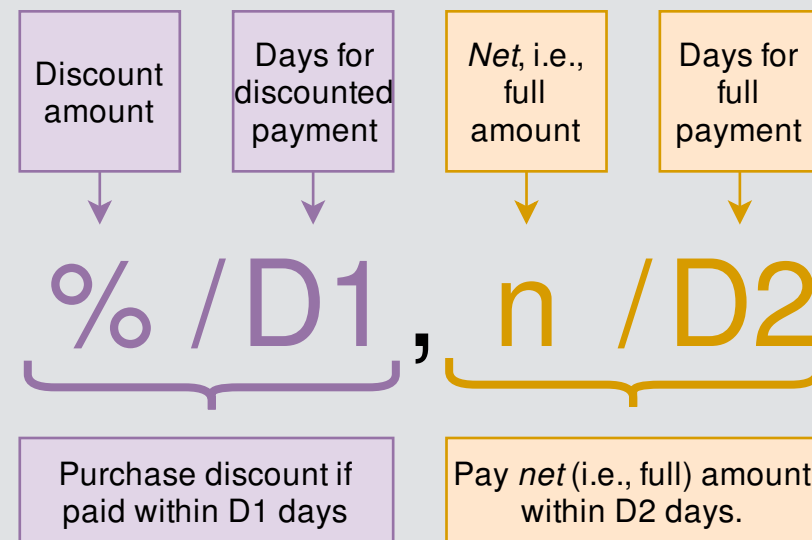 Discount
amount
Days for
discounted
payment
Net, i.e.,
full
amount
Days for
full
payment
% / D1 , n / D2
Purchase discount if
paid within D1 days
Pay net (i.e., full) amount
within D2 days.